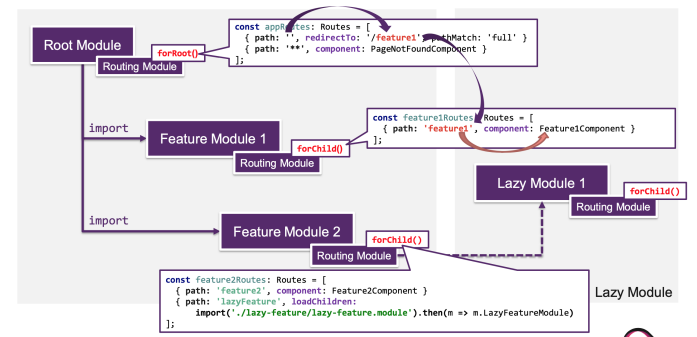 const appRoutes: Routes = [
{ path: '', redirectTo: '/feature1', pathMatch: 'full' }
{ path: '**', component: PageNotFoundComponent }
];
Root Module
forRoot()
Routing Module
import
const feature1Routes: Routes = [
{ path: 'feature1', component: Feature1Component }
];
Feature Module 1
forChild()
Routing Module
Lazy Module 1
forChild()
Routing Module
import
Feature Module 2
forChild()
Routing Module
const feature2Routes: Routes = [
{ path: 'feature2', component: Feature2Component }
{ path: 'lazyFeature', loadChildren:
import('./lazy-feature/lazy-feature.module').then(m => m.LazyFeatureModule)
];
Lazy Module